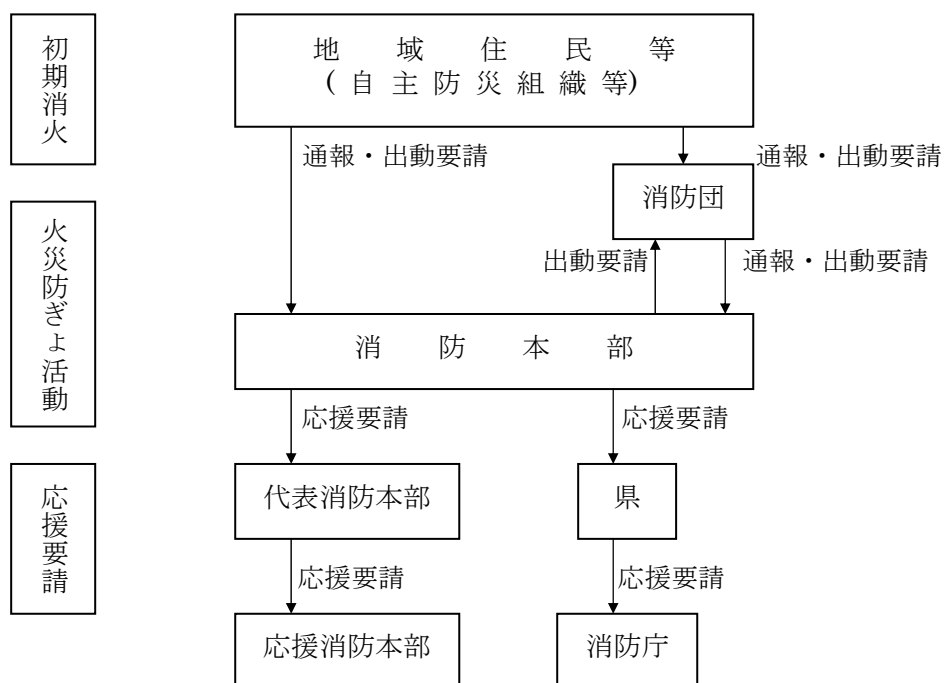 初期消火
地域住民等
(自主防災組織等)
通報・出動要請
通報・出動要請
消防団
火災防ぎょ活動
出動要請
通報・出動要請
消防本部
応援要請
応援要請
応援要請
代表消防本部
県
応援要請
応援要請
応援消防本部
消防庁